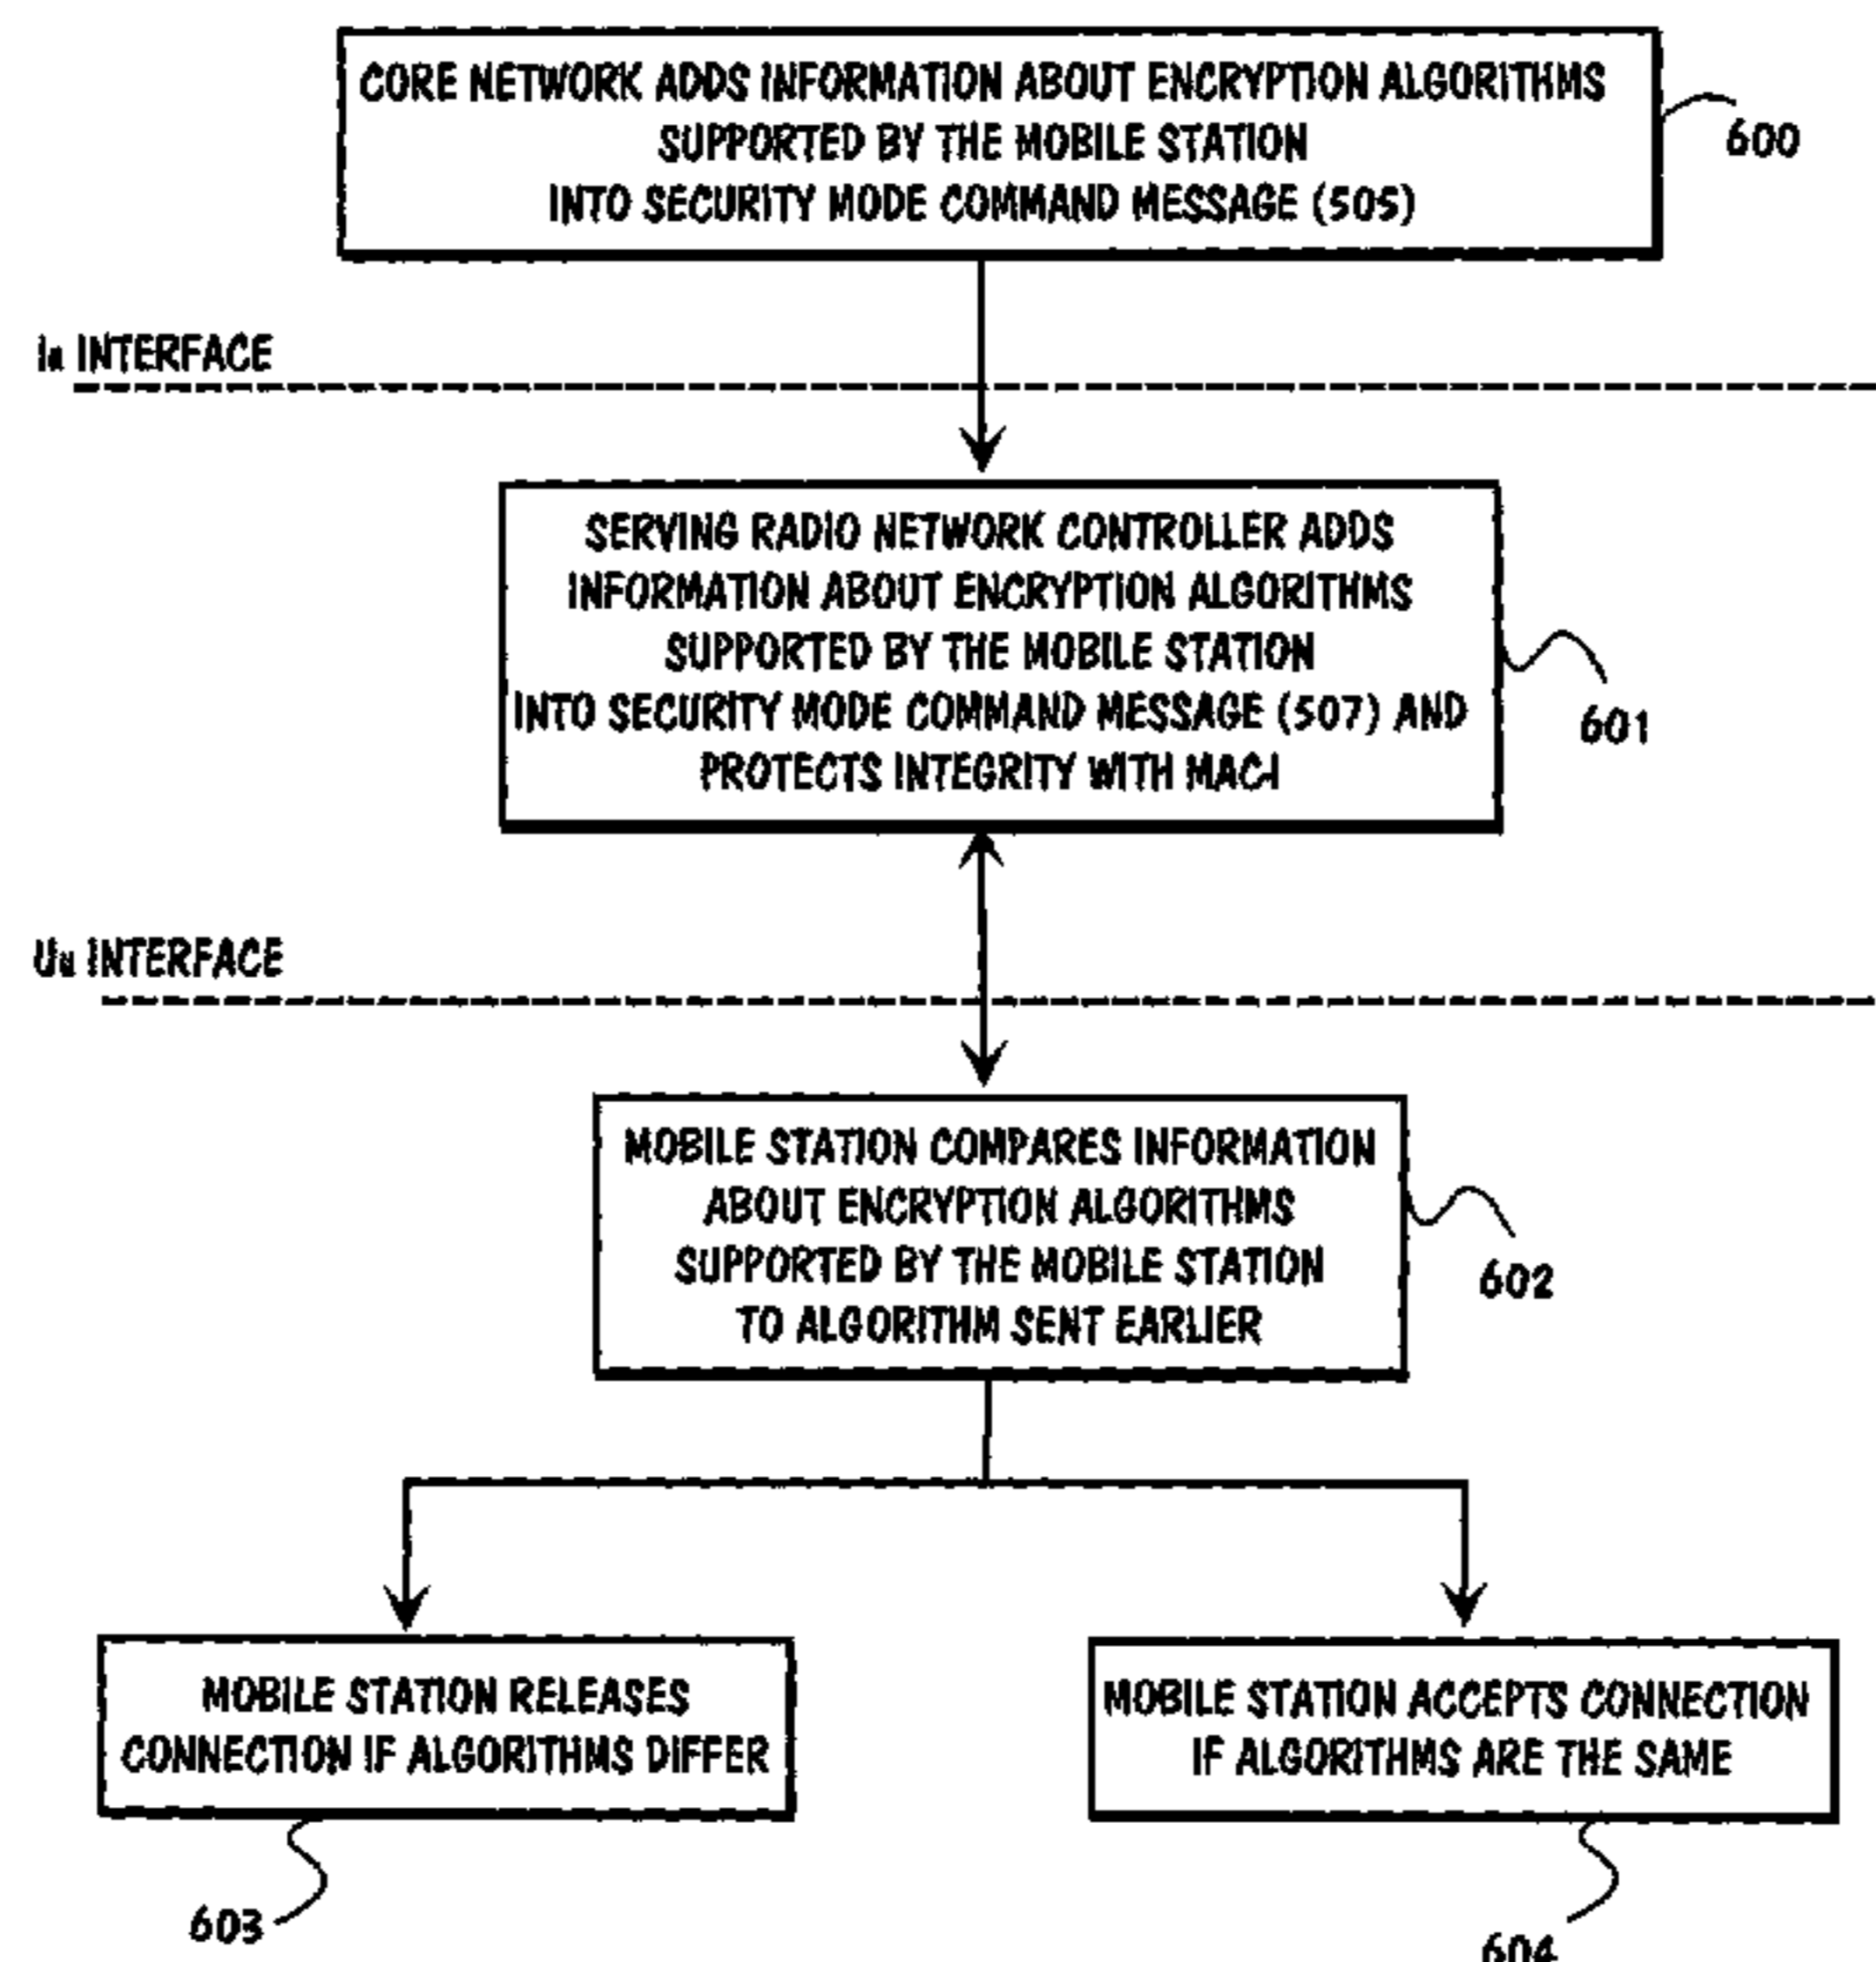 CORE NETWORK ADDS INFORMATION ABOUT ENCRYPTION ALGORITHMS
SUPPORTED BY THE MOBILE STATION
INTO SECURITY MODE COMMAND MESSAGE (505)
600
Iu INTERFACE
SERVING RADIO NETWORK CONTROLLER ADDS
INFORMATION ABOUT ENCRYPTION ALGORITHMS
SUPPORTED BY THE MOBILE STATION
INTO SECURITY MODE COMMAND MESSAGE (507) AND
PROTECTS INTEGRITY WITH MAC-I
601
Uu INTERFACE
MOBILE STATION COMPARES INFORMATION
ABOUT ENCRYPTION ALGORITHMS
SUPPORTED BY THE MOBILE STATION
TO ALGORITHM SENT EARLIER
602
MOBILE STATION RELEASES
CONNECTION IF ALGORITHMS DIFFER
603
MOBILE STATION ACCEPTS CONNECTION
IF ALGORITHMS ARE THE SAME
604